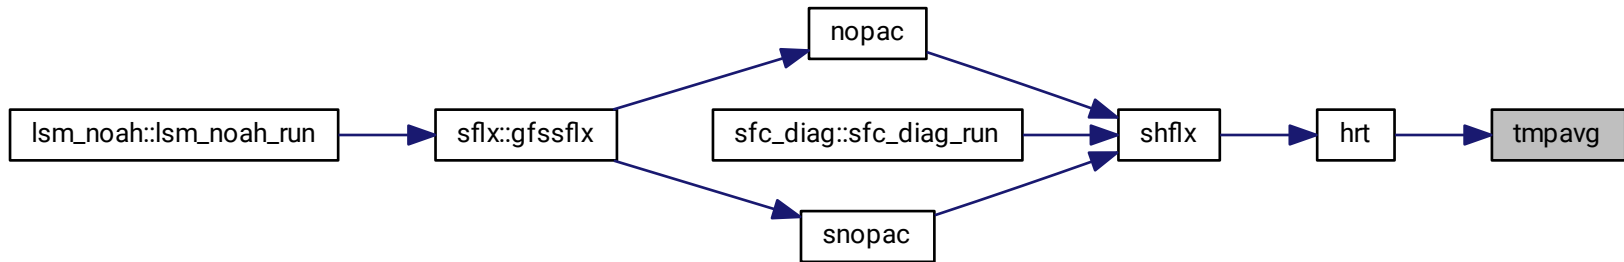 lsm_noah::lsm_noah_run
sflx::gfssflx
nopac
sfc_diag::sfc_diag_run
snopac
shflx
hrt
tmpavg